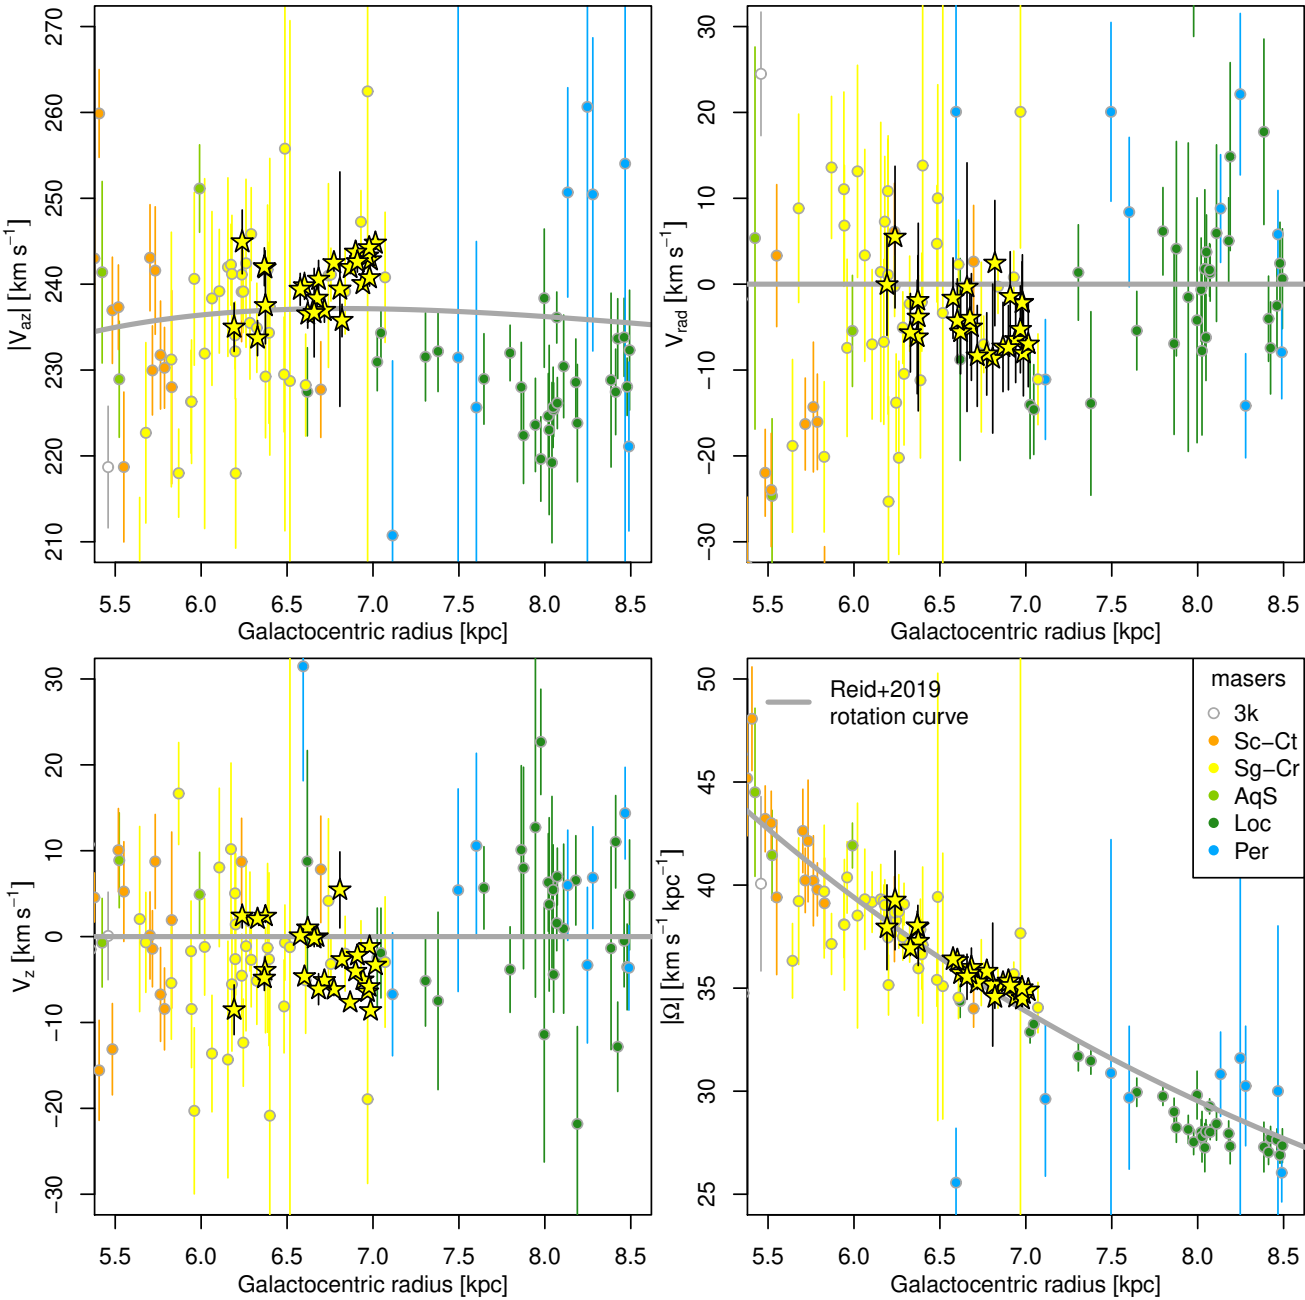 270
260
250
240
230
220
210
|Vaz| [km s⁻¹]
5.5 6.0 6.5 7.0 7.5 8.0 8.5
Galactocentric radius [kpc]
30
20
10
0
−10
−20
−30
Vrad [km s⁻¹]
5.5 6.0 6.5 7.0 7.5 8.0 8.5
Galactocentric radius [kpc]
30
20
10
0
−10
−20
−30
Vz [km s⁻¹]
5.5 6.0 6.5 7.0 7.5 8.0 8.5
Galactocentric radius [kpc]
50
45
40
35
30
25
|Ω| [km s⁻¹ kpc⁻¹]
Reid+2019
rotation curve
masers
3k
Sc−Ct
Sg−Cr
AqS
Loc
Per
5.5 6.0 6.5 7.0 7.5 8.0 8.5
Galactocentric radius [kpc]